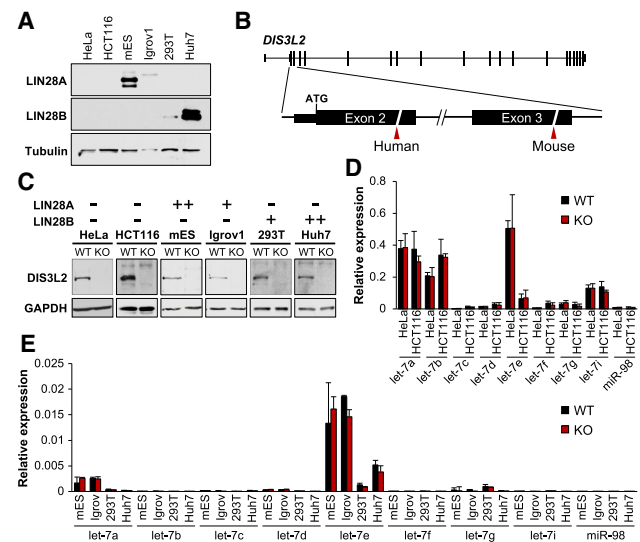 A
HeLa
HCT116
mES
Igrov1
293T
Huh7
LIN28A
LIN28B
Tubulin
B
DIS3L2
ATG
Exon 2
Exon 3
Human
Mouse
C
LIN28A - - ++ + - -
LIN28B - - - - + ++
HeLa HCT116 mES Igrov1 293T Huh7
WT KO WT KO WT KO WT KO WT KO WT KO
DIS3L2
GAPDH
D
Relative expression
0.8
0.6
0.4
0.2
0
WT
KO
HeLa HCT116 HeLa HCT116 HeLa HCT116 HeLa HCT116 HeLa HCT116 HeLa HCT116 HeLa HCT116 HeLa HCT116 HeLa HCT116
let-7a let-7b let-7c let-7d let-7e let-7f let-7g let-7i miR-98
E
Relative expression
0.025
0.02
0.015
0.01
0.005
0
WT
KO
mES Igrov 293T Huh7 mES Igrov 293T Huh7 mES Igrov 293T Huh7 mES Igrov 293T Huh7 mES Igrov 293T Huh7 mES Igrov 293T Huh7 mES Igrov 293T Huh7 mES Igrov 293T Huh7 mES Igrov 293T Huh7
let-7a let-7b let-7c let-7d let-7e let-7f let-7g let-7i miR-98